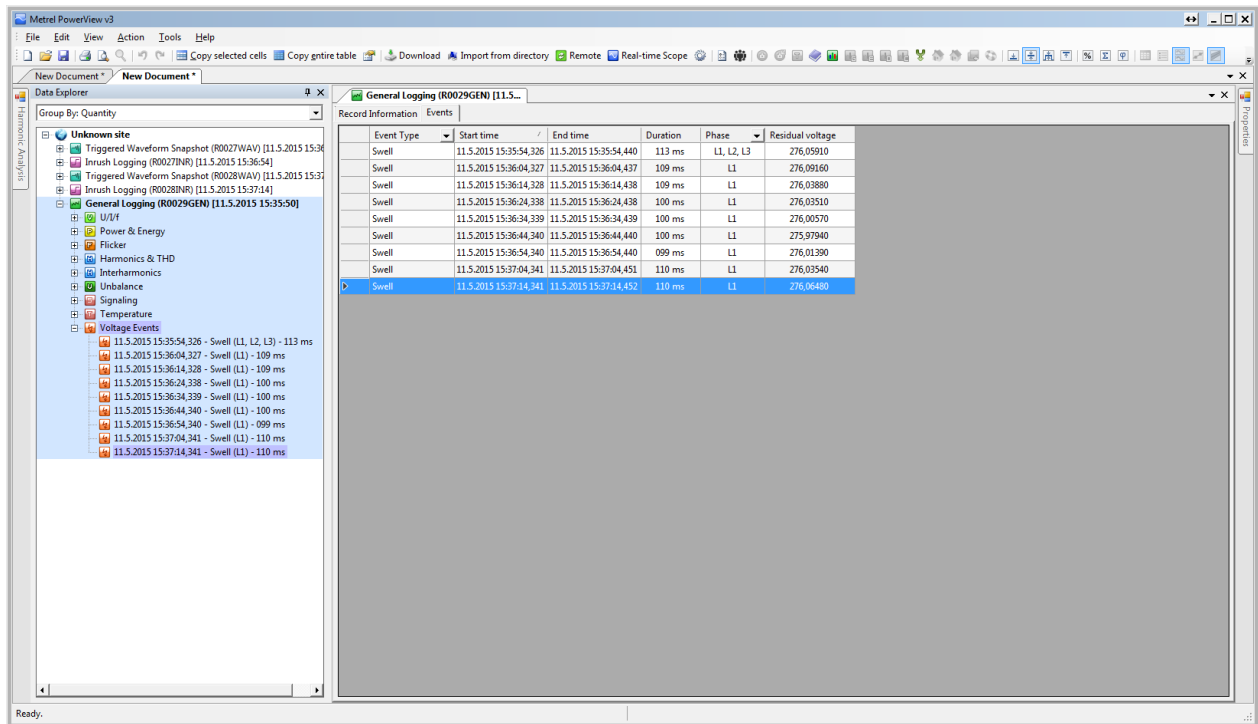 Metrel PowerView v3
File Edit View Action Tools Help
Copy selected cells Copy entire table Download Import from directory Remote Real-time Scope
New Document * New Document *
Data Explorer
General Logging (R0029GEN) [11.5...
Group By: Quantity
Record Information Events
Harmonic Analysis
Properties
Unknown site
Triggered Waveform Snapshot (R0027WAV) [11.5.2015 15:36
Inrush Logging (R0027INR) [11.5.2015 15:36:54]
Triggered Waveform Snapshot (R0028WAV) [11.5.2015 15:37
Inrush Logging (R0028INR) [11.5.2015 15:37:14]
General Logging (R0029GEN) [11.5.2015 15:35:50]
U/I/f
Power & Energy
Flicker
Harmonics & THD
Interharmonics
Unbalance
Signaling
Temperature
Voltage Events
11.5.2015 15:35:54,326 - Swell (L1, L2, L3) - 113 ms
11.5.2015 15:36:04,327 - Swell (L1) - 109 ms
11.5.2015 15:36:14,328 - Swell (L1) - 109 ms
11.5.2015 15:36:24,338 - Swell (L1) - 100 ms
11.5.2015 15:36:34,339 - Swell (L1) - 100 ms
11.5.2015 15:36:44,340 - Swell (L1) - 100 ms
11.5.2015 15:36:54,340 - Swell (L1) - 099 ms
11.5.2015 15:37:04,341 - Swell (L1) - 110 ms
11.5.2015 15:37:14,341 - Swell (L1) - 110 ms
Event Type Start time End time Duration Phase Residual voltage
Swell 11.5.2015 15:35:54,326 11.5.2015 15:35:54,440 113 ms L1, L2, L3 276,05910
Swell 11.5.2015 15:36:04,327 11.5.2015 15:36:04,437 109 ms L1 276,09160
Swell 11.5.2015 15:36:14,328 11.5.2015 15:36:14,438 109 ms L1 276,03880
Swell 11.5.2015 15:36:24,338 11.5.2015 15:36:24,438 100 ms L1 276,03510
Swell 11.5.2015 15:36:34,339 11.5.2015 15:36:34,439 100 ms L1 276,00570
Swell 11.5.2015 15:36:44,340 11.5.2015 15:36:44,440 100 ms L1 275,97940
Swell 11.5.2015 15:36:54,340 11.5.2015 15:36:54,440 099 ms L1 276,01390
Swell 11.5.2015 15:37:04,341 11.5.2015 15:37:04,451 110 ms L1 276,03540
Swell 11.5.2015 15:37:14,341 11.5.2015 15:37:14,452 110 ms L1 276,06480
Ready.